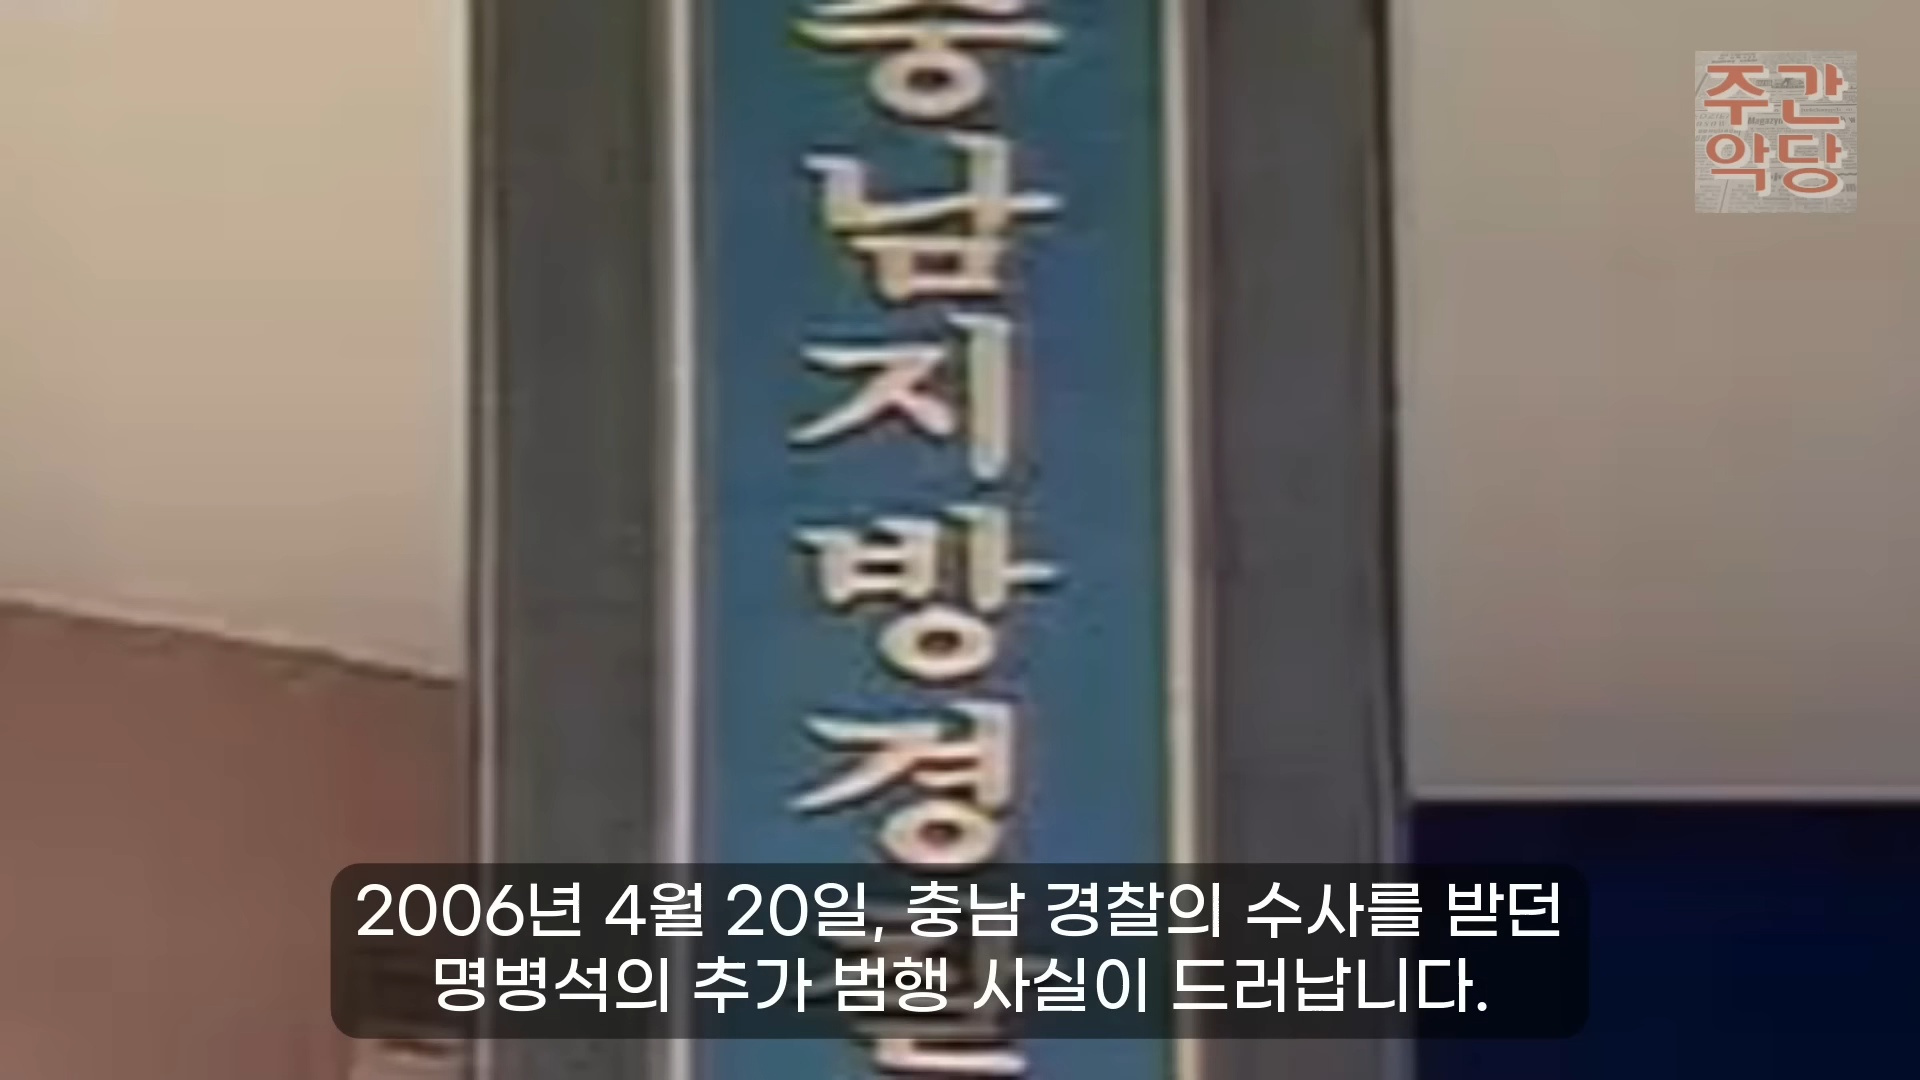 충남지방경찰
주간
악당
2006년 4월 20일, 충남 경찰의 수사를 받던
명병석의 추가 범행 사실이 드러납니다.